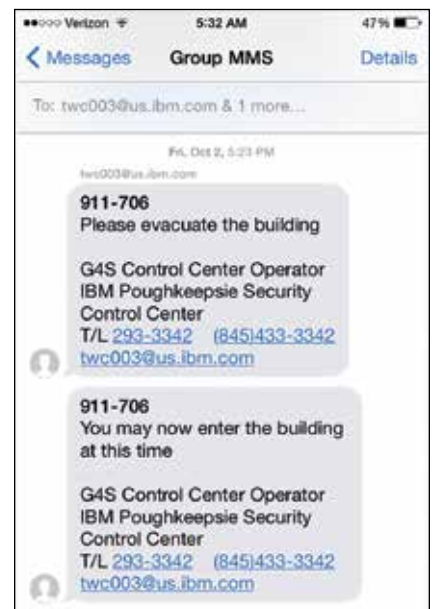 Verizon 5:32 AM 47%
Messages Group MMS Details
To: twc003@us.ibm.com & 1 more...
Fri, Oct 2, 5:23 PM
twc003@us.ibm.com
911-706
Please evacuate the building
G4S Control Center Operator
IBM Poughkeepsie Security
Control Center
T/L 293-3342 (845)433-3342
twc003@us.ibm.com
911-706
You may now enter the building
at this time
G4S Control Center Operator
IBM Poughkeepsie Security
Control Center
T/L 293-3342 (845)433-3342
twc003@us.ibm.com